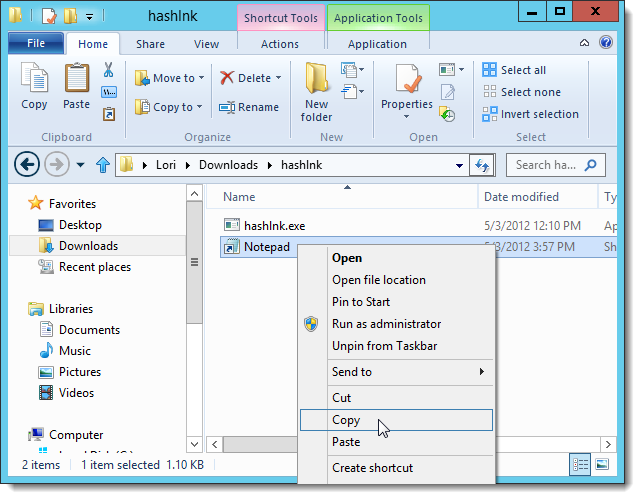 hashlnk
Shortcut Tools
Application Tools
File
Home
Share
View
Actions
Application
Copy
Paste
Move to
Copy to
Delete
Rename
New
folder
Properties
Select all
Select none
Invert selection
Clipboard
Organize
New
Open
Select
Lori
Downloads
hashlnk
Search ha...
Name
Date modified
Ty
Favorites
Desktop
Downloads
Recent places
Libraries
Documents
Music
Pictures
Videos
Computer
hashlnk.exe
5/3/2012 12:10 PM
Ap
Notepad
5/3/2012 3:57 PM
Sh
Open
Open file location
Pin to Start
Run as administrator
Unpin from Taskbar
Send to
Cut
Copy
Paste
Create shortcut
2 items
1 item selected 1.10 KB